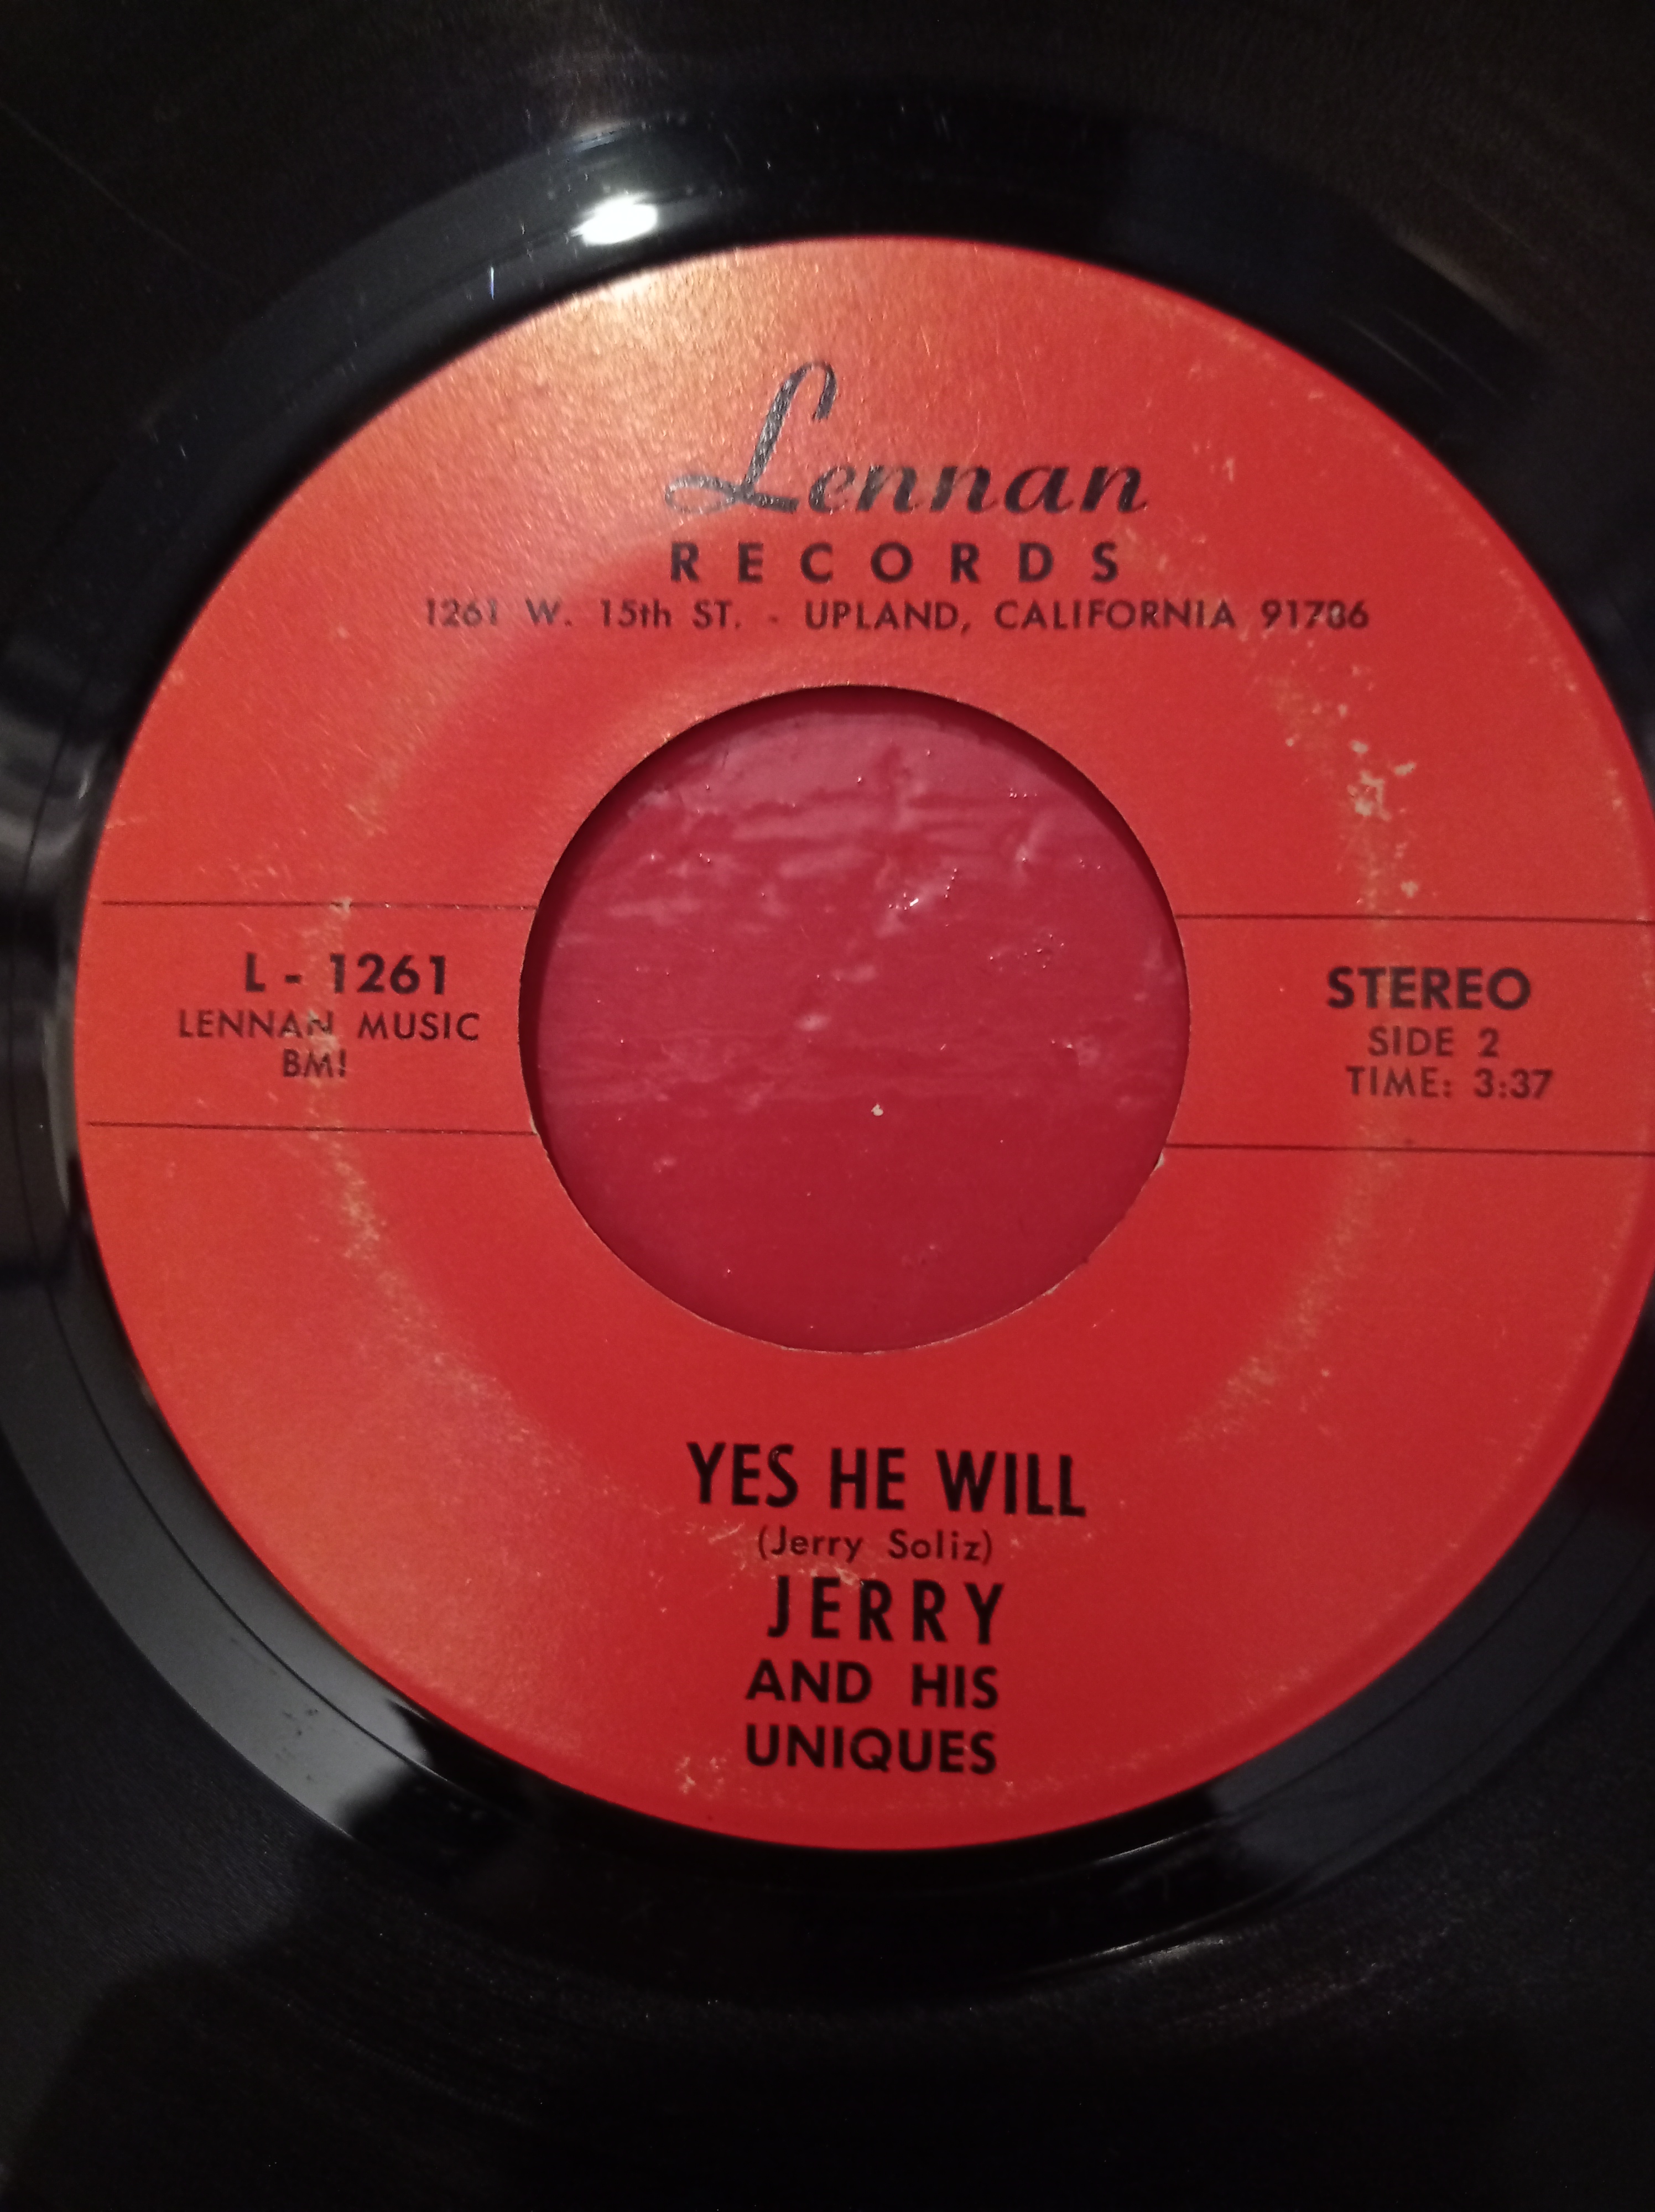 Lennan
RECORDS
1261 W. 15th ST. - UPLAND, CALIFORNIA 91786
L - 1261
LENNAN MUSIC
BMI
STEREO
SIDE 2
TIME: 3:37
YES HE WILL
(Jerry Soliz)
JERRY
AND HIS
UNIQUES